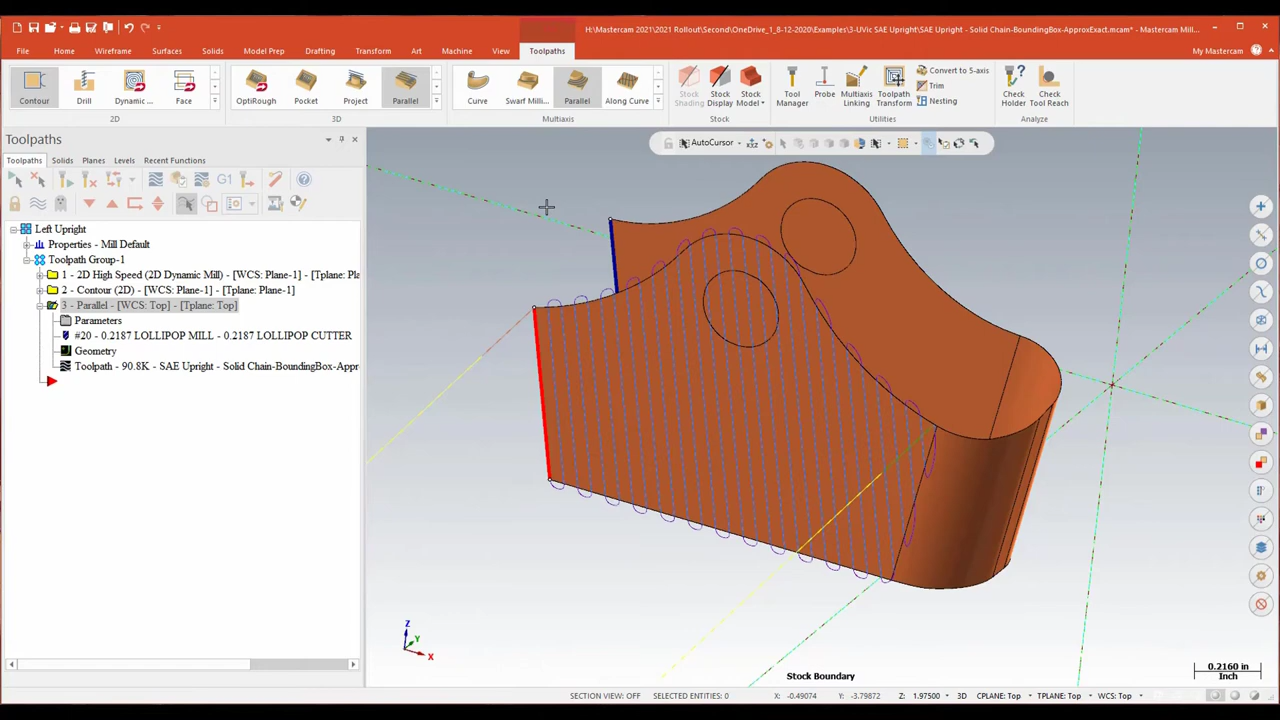 H:\Mastercam 2021\2021 Rollout\Second\OneDrive_1_8-12-2020\Examples\3-UVic SAE Upright\SAE Upright - Solid Chain-BoundingBox-ApproxExact.mcam* - Mastercam Mill...
File Home Wireframe Surfaces Solids Model Prep Drafting Transform Art Machine View Toolpaths My Mastercam
Contour Drill Dynamic ... Face OptiRough Pocket Project Parallel Curve Swarf Milli... Parallel Along Curve Stock Shading Stock Display Stock Model Tool Manager Probe Multiaxis Linking Toolpath Transform Convert to 5-axis Trim Nesting Check Holder Check Tool Reach
2D 3D Multiaxis Stock Utilities Analyze
Toolpaths
AutoCursor
Toolpaths Solids Planes Levels Recent Functions
G1
Left Upright
Properties - Mill Default
Toolpath Group-1
1 - 2D High Speed (2D Dynamic Mill) - [WCS: Plane-1] - [Tplane: Pla
2 - Contour (2D) - [WCS: Plane-1] - [Tplane: Plane-1]
3 - Parallel - [WCS: Top] - [Tplane: Top]
Parameters
#20 - 0.2187 LOLLIPOP MILL - 0.2187 LOLLIPOP CUTTER
Geometry
Toolpath - 90.8K - SAE Upright - Solid Chain-BoundingBox-Appr
Z
Y
X
0.2160 in
Inch
Stock Boundary
SECTION VIEW: OFF SELECTED ENTITIES: 0 X: -0.49074 Y: -3.79872 Z: 1.97500 3D CPLANE: Top TPLANE: Top WCS: Top